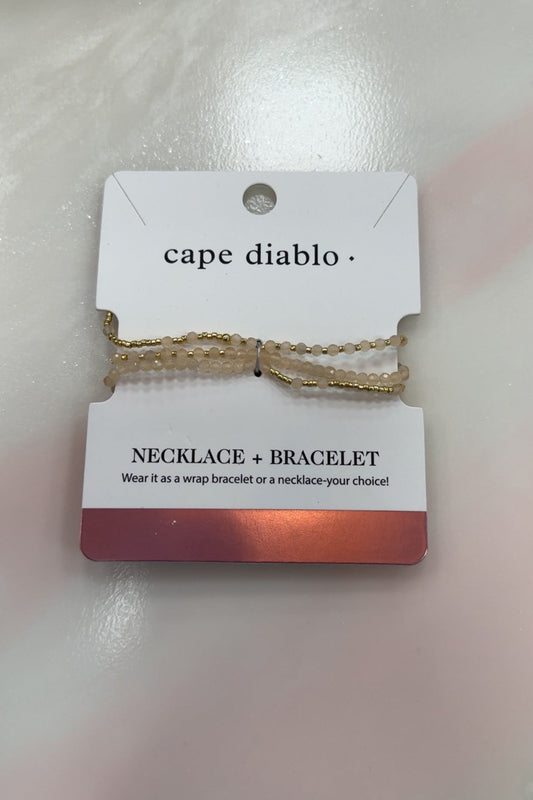 cape diablo
NECKLACE + BRACELET
Wear it as a wrap bracelet or a necklace-your choice!